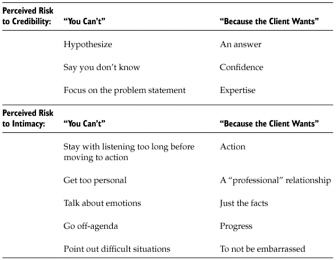 Perceived Risk
to Credibility: “You Can’t” “Because the Client Wants”
Hypothesize An answer
Say you don’t know Confidence
Focus on the problem statement Expertise
Perceived Risk
to Intimacy: “You Can’t” “Because the Client Wants”
Stay with listening too long before Action
moving to action
Get too personal A “professional” relationship
Talk about emotions Just the facts
Go off-agenda Progress
Point out difficult situations To not be embarrassed